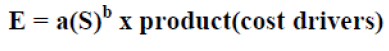 E = a(S)^b x product(cost drivers)